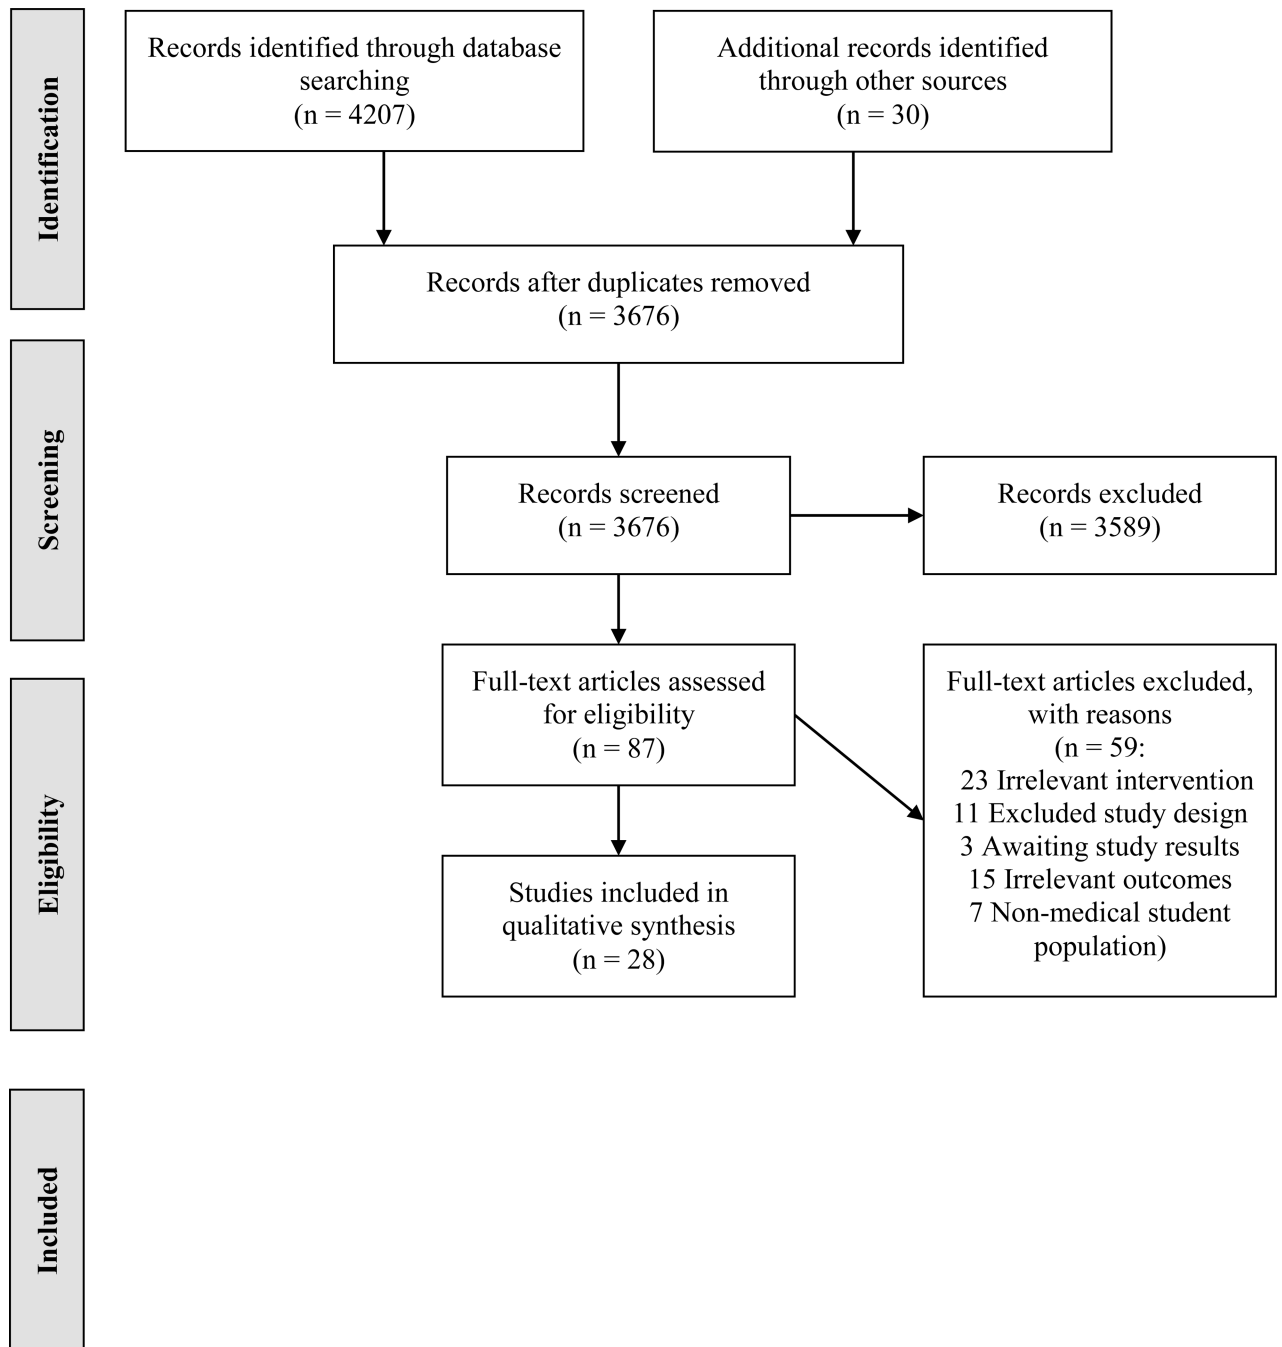 Identification
Records identified through database
searching
(n = 4207)
Additional records identified
through other sources
(n = 30)
Records after duplicates removed
(n = 3676)
Screening
Records screened
(n = 3676)
Records excluded
(n = 3589)
Eligibility
Full-text articles assessed
for eligibility
(n = 87)
Full-text articles excluded,
with reasons
(n = 59:
23 Irrelevant intervention
11 Excluded study design
3 Awaiting study results
15 Irrelevant outcomes
7 Non-medical student
population)
Studies included in
qualitative synthesis
(n = 28)
Included